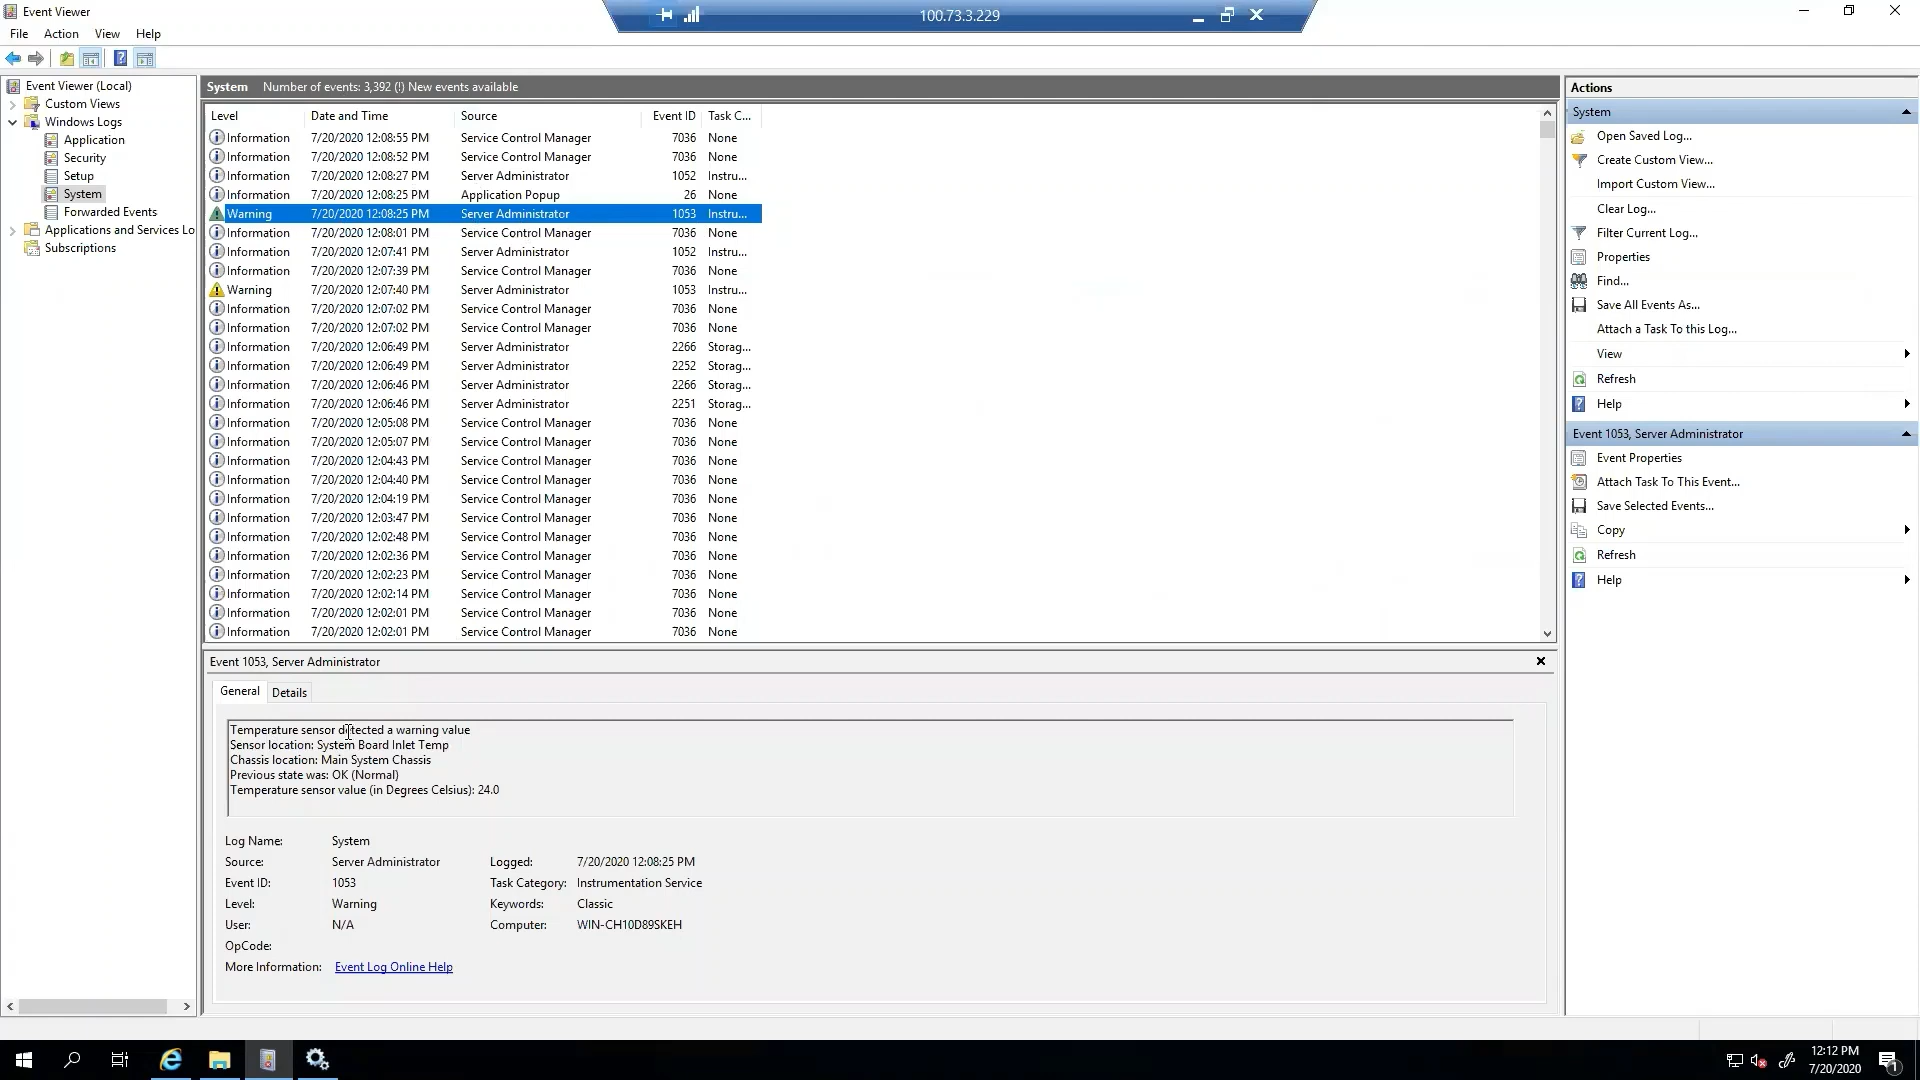 Event Viewer
100.73.3.229
File Action View Help
Event Viewer (Local)
Custom Views
Windows Logs
Application
Security
Setup
System
Forwarded Events
Applications and Services Lo
Subscriptions
System Number of events: 3,392 (!) New events available
Level Date and Time Source Event ID Task C...
Information 7/20/2020 12:08:55 PM Service Control Manager 7036 None
Information 7/20/2020 12:08:52 PM Service Control Manager 7036 None
Information 7/20/2020 12:08:27 PM Server Administrator 1052 Instru...
Information 7/20/2020 12:08:25 PM Application Popup 26 None
Warning 7/20/2020 12:08:25 PM Server Administrator 1053 Instru...
Information 7/20/2020 12:08:01 PM Service Control Manager 7036 None
Information 7/20/2020 12:07:41 PM Server Administrator 1052 Instru...
Information 7/20/2020 12:07:39 PM Service Control Manager 7036 None
Warning 7/20/2020 12:07:40 PM Server Administrator 1053 Instru...
Information 7/20/2020 12:07:02 PM Service Control Manager 7036 None
Information 7/20/2020 12:07:02 PM Service Control Manager 7036 None
Information 7/20/2020 12:06:49 PM Server Administrator 2266 Storag...
Information 7/20/2020 12:06:49 PM Server Administrator 2252 Storag...
Information 7/20/2020 12:06:46 PM Server Administrator 2266 Storag...
Information 7/20/2020 12:06:46 PM Server Administrator 2251 Storag...
Information 7/20/2020 12:05:08 PM Service Control Manager 7036 None
Information 7/20/2020 12:05:07 PM Service Control Manager 7036 None
Information 7/20/2020 12:04:43 PM Service Control Manager 7036 None
Information 7/20/2020 12:04:40 PM Service Control Manager 7036 None
Information 7/20/2020 12:04:19 PM Service Control Manager 7036 None
Information 7/20/2020 12:03:47 PM Service Control Manager 7036 None
Information 7/20/2020 12:02:48 PM Service Control Manager 7036 None
Information 7/20/2020 12:02:36 PM Service Control Manager 7036 None
Information 7/20/2020 12:02:23 PM Service Control Manager 7036 None
Information 7/20/2020 12:02:14 PM Service Control Manager 7036 None
Information 7/20/2020 12:02:01 PM Service Control Manager 7036 None
Information 7/20/2020 12:02:01 PM Service Control Manager 7036 None
Event 1053, Server Administrator
General Details
Temperature sensor detected a warning value
Sensor location: System Board Inlet Temp
Chassis location: Main System Chassis
Previous state was: OK (Normal)
Temperature sensor value (in Degrees Celsius): 24.0
Log Name: System
Source: Server Administrator Logged: 7/20/2020 12:08:25 PM
Event ID: 1053 Task Category: Instrumentation Service
Level: Warning Keywords: Classic
User: N/A Computer: WIN-CH10D89SKEH
OpCode:
More Information: Event Log Online Help
Actions
System
Open Saved Log...
Create Custom View...
Import Custom View...
Clear Log...
Filter Current Log...
Properties
Find...
Save All Events As...
Attach a Task To this Log...
View
Refresh
Help
Event 1053, Server Administrator
Event Properties
Attach Task To This Event...
Save Selected Events...
Copy
Refresh
Help
12:12 PM
7/20/2020
1